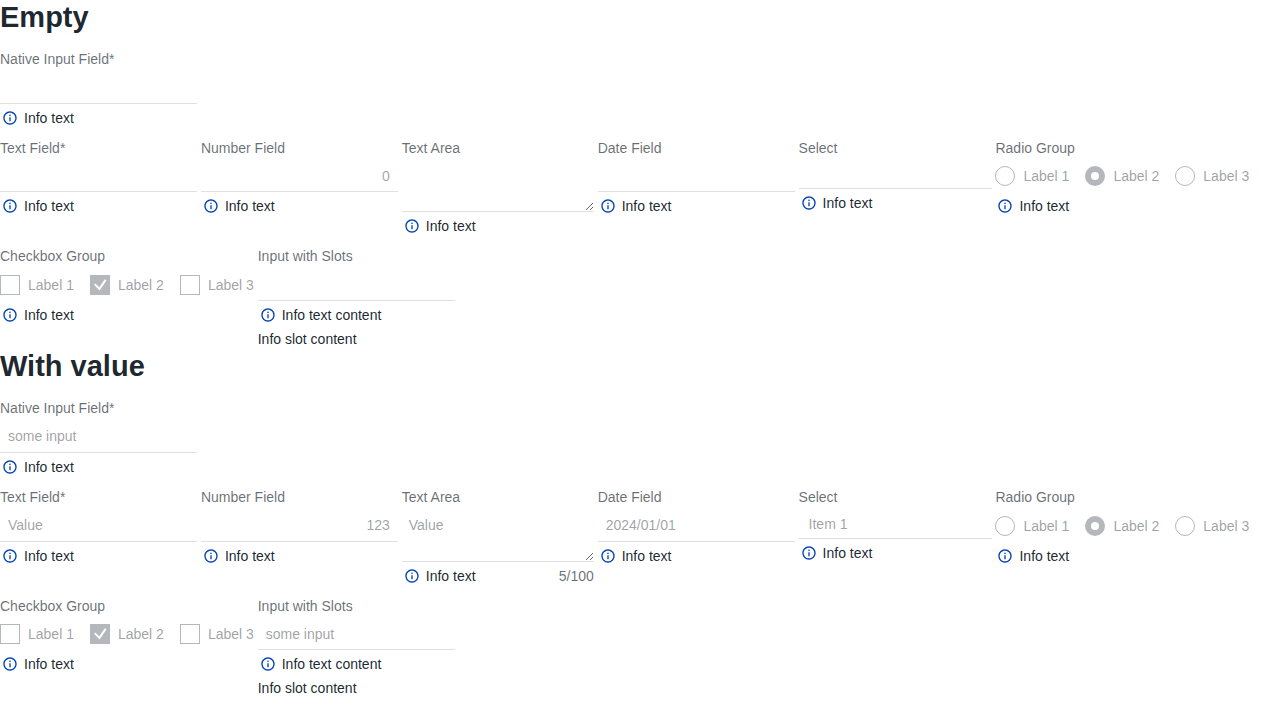 Empty
Native Input Field*
Info text
Text Field* Number Field Text Area Date Field Select Radio Group
0 Label 1 Label 2 Label 3
Info text Info text Info text Info text Info text
Info text
Checkbox Group Input with Slots
Label 1 Label 2 Label 3
Info text Info text content
Info slot content
With value
Native Input Field*
some input
Info text
Text Field* Number Field Text Area Date Field Select Radio Group
Value 123 Value 2024/01/01 Item 1 Label 1 Label 2 Label 3
Info text Info text Info text Info text Info text
Info text 5/100
Checkbox Group Input with Slots
Label 1 Label 2 Label 3 some input
Info text Info text content
Info slot content